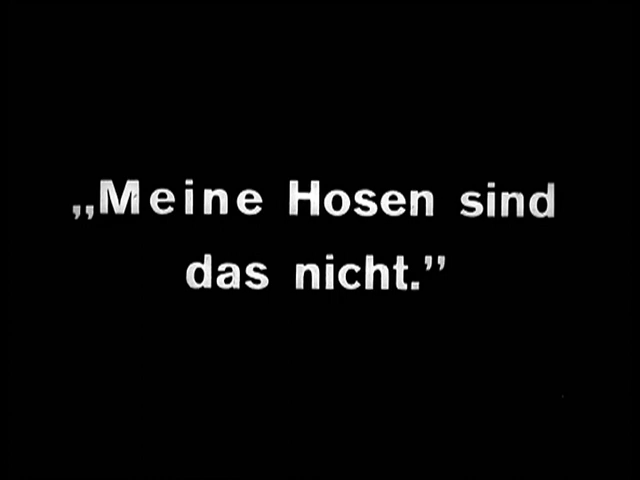 „Meine Hosen sind
das nicht.”